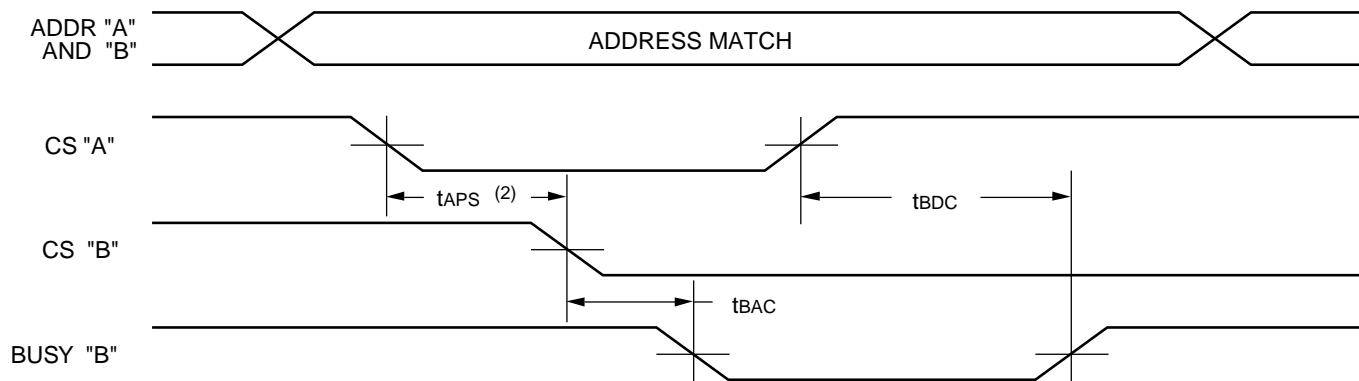 ADDR "A"
AND "B"
ADDRESS MATCH
CS "A"
tAPS (2)
tBDC
CS "B"
tBAC
BUSY "B"